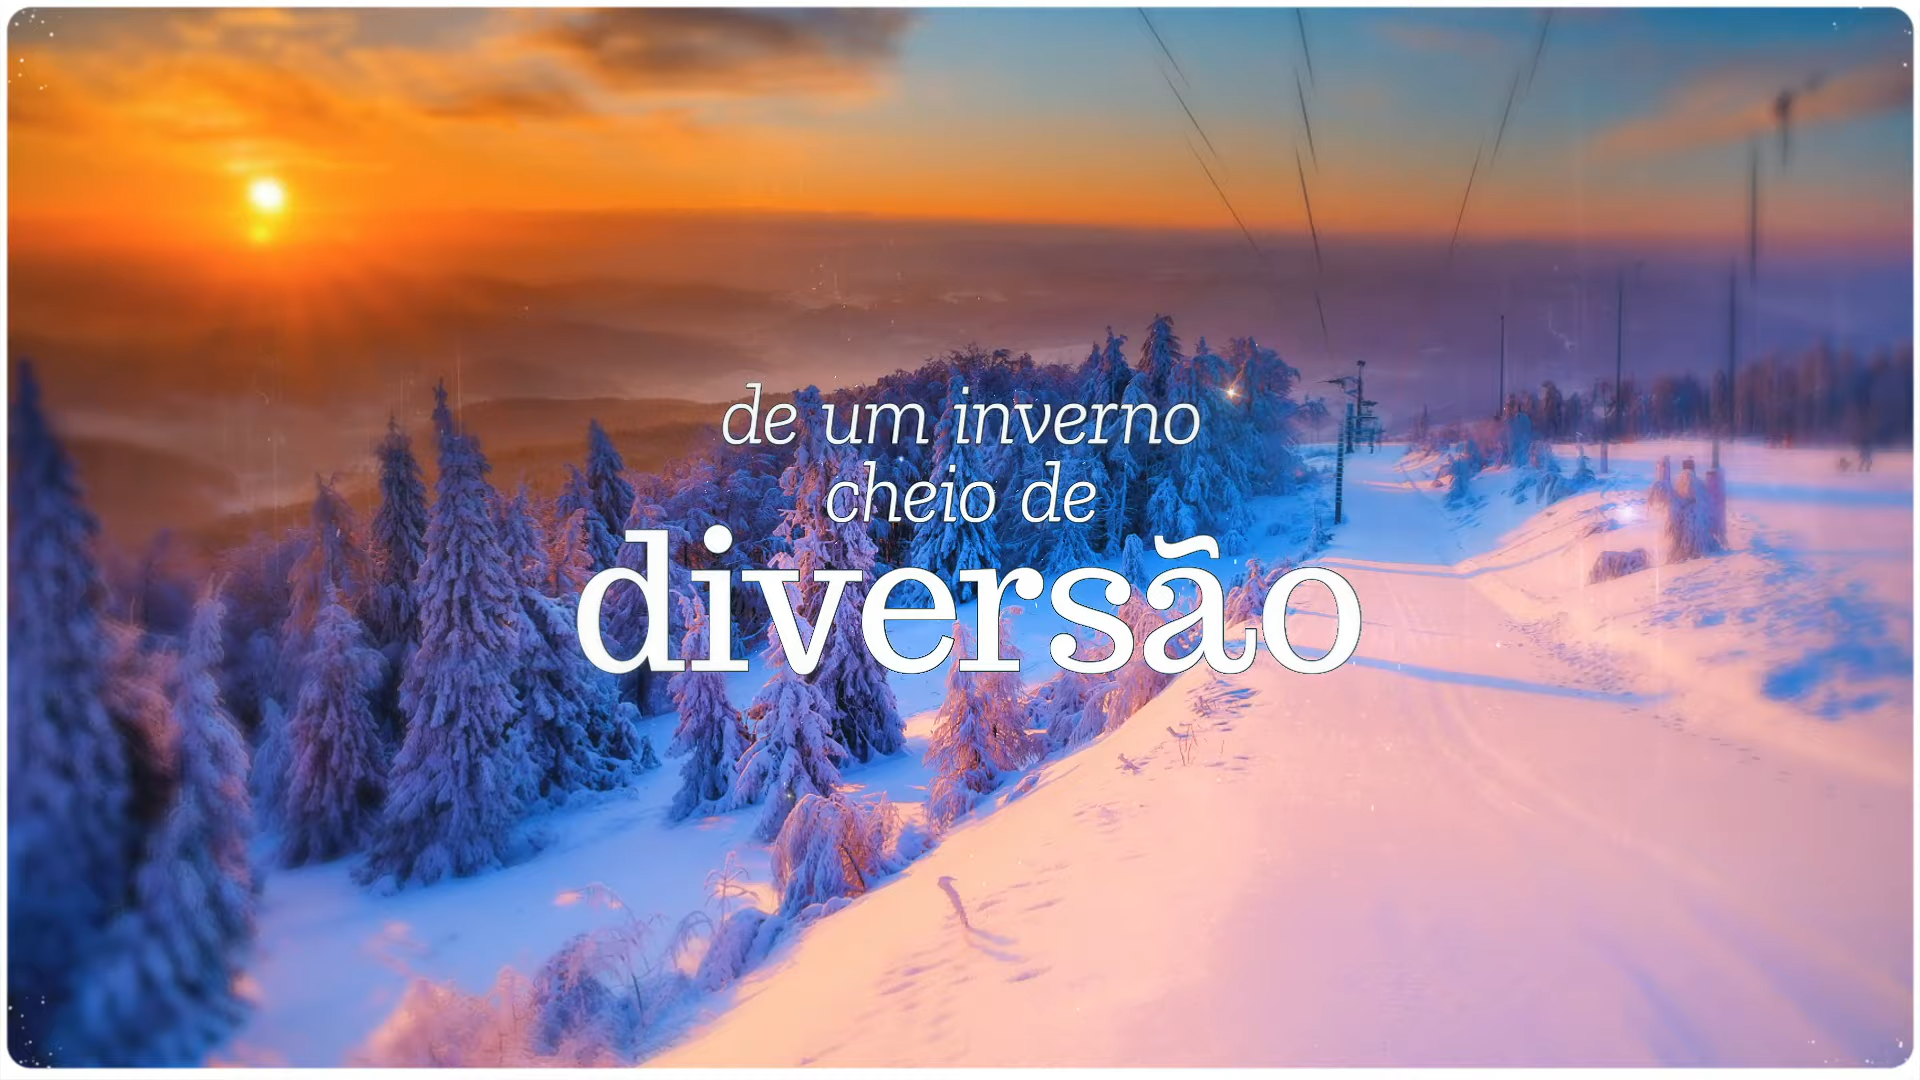 de um inverno
cheio de
diversão